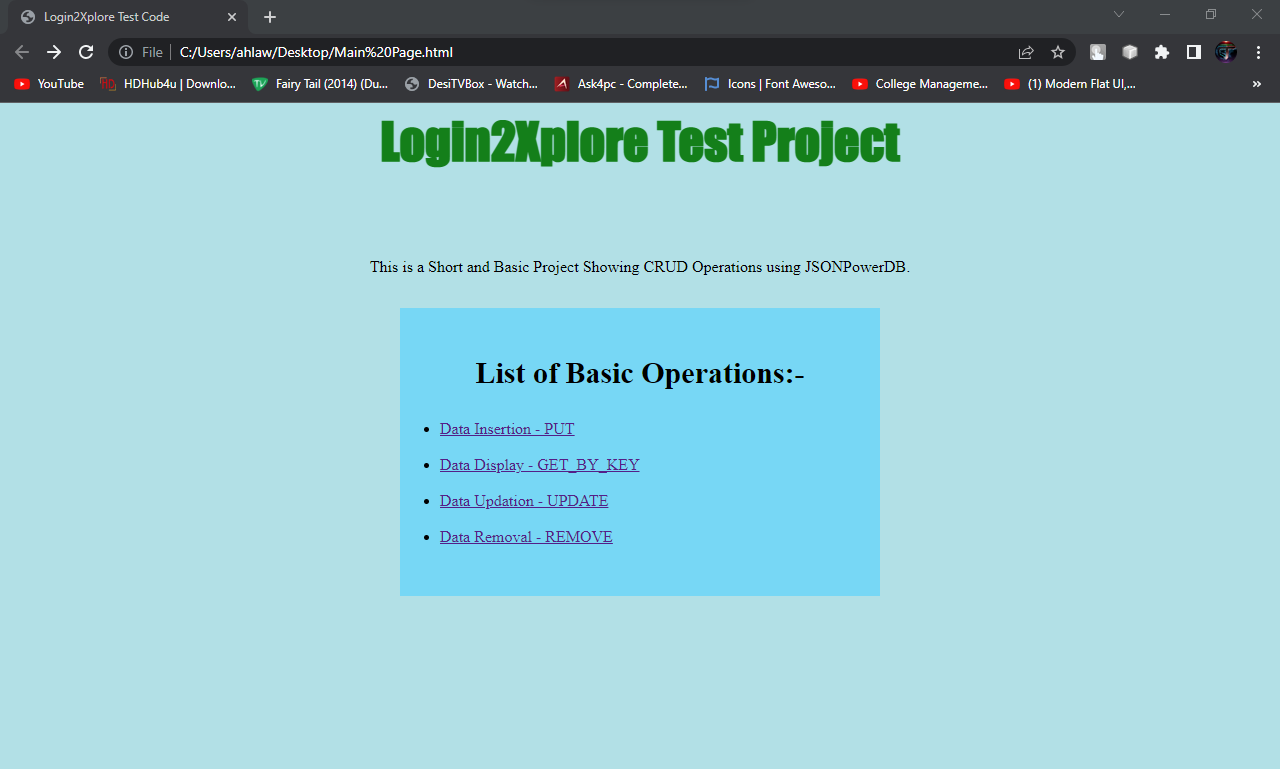 Login2Xplore Test Code
File
C:/Users/ahlaw/Desktop/Main%20Page.html
YouTube
HDHub4u | Downlo...
Fairy Tail (2014) (Du...
DesiTVBox - Watch...
Ask4pc - Complete...
Icons | Font Aweso...
College Manageme...
(1) Modern Flat UI,...
»
Login2Xplore Test Project
This is a Short and Basic Project Showing CRUD Operations using JSONPowerDB.
List of Basic Operations:-
• Data Insertion - PUT
• Data Display - GET_BY_KEY
• Data Updation - UPDATE
• Data Removal - REMOVE